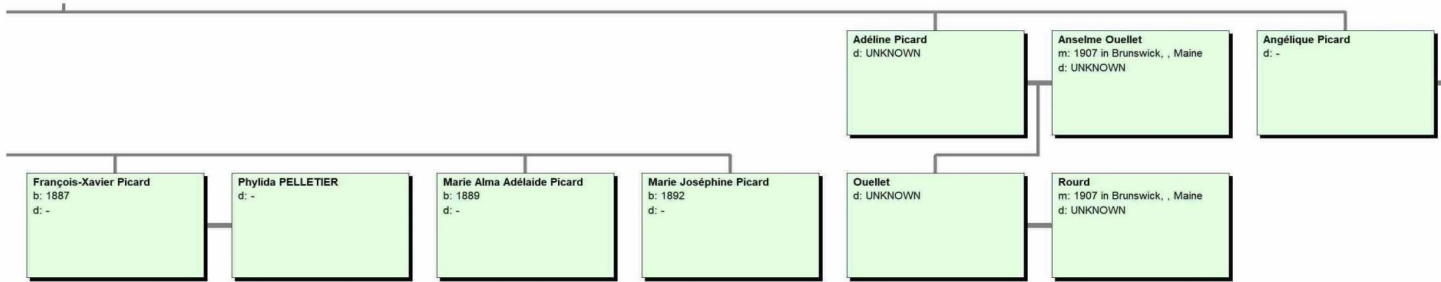 Adéline Picard
d: UNKNOWN
Anselme Ouellet
m: 1907 in Brunswick, , Maine
d: UNKNOWN
Angélique Picard
d: -
François-Xavier Picard
b: 1887
d: -
Phylida PELLETIER
d: -
Marie Alma Adélaide Picard
b: 1889
d: -
Marie Joséphine Picard
b: 1892
d: -
Ouellet
d: UNKNOWN
Rourd
m: 1907 in Brunswick, , Maine
d: UNKNOWN